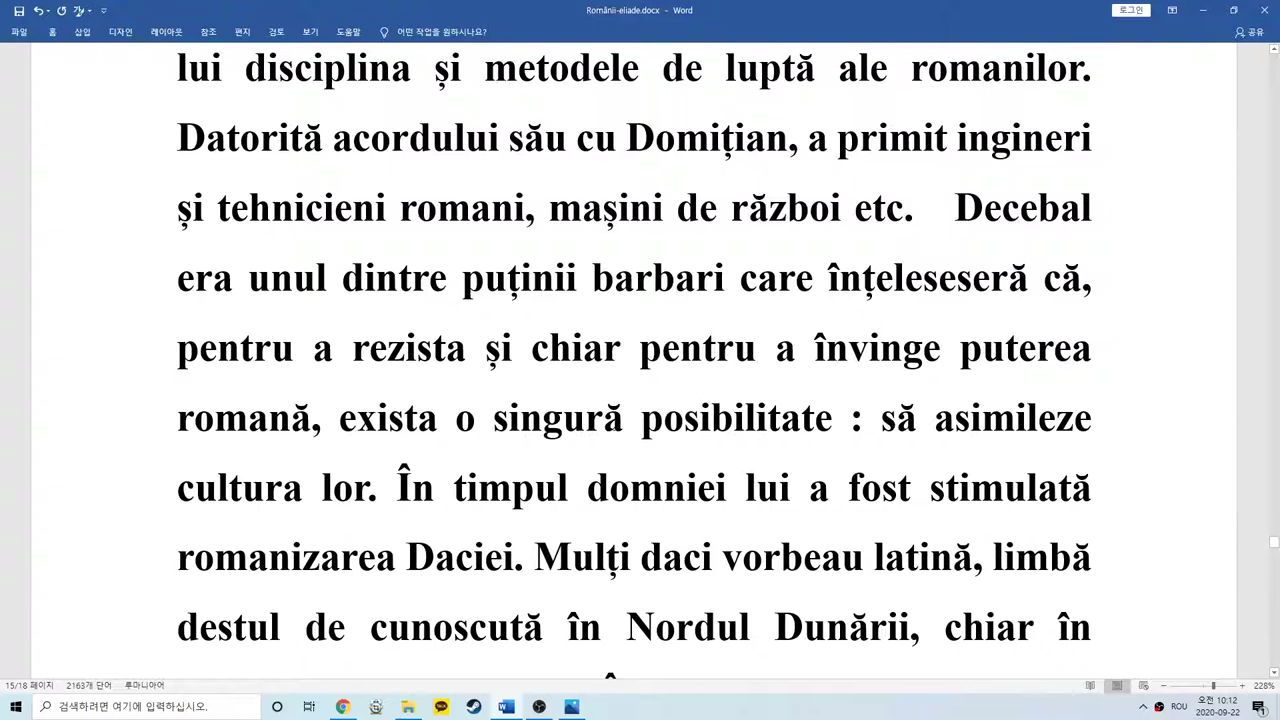 Românii-eliade.docx - Word
로그인
파일 홈 삽입 디자인 레이아웃 참조 편지 검토 보기 도움말 어떤 작업을 원하시나요? 공유
lui disciplina și metodele de luptă ale romanilor.
Datorită acordului său cu Domițian, a primit ingineri
și tehnicieni romani, mașini de război etc. Decebal
era unul dintre puținii barbari care înțeleseseră că,
pentru a rezista și chiar pentru a învinge puterea
romană, exista o singură posibilitate : să asimileze
cultura lor. În timpul domniei lui a fost stimulată
romanizarea Daciei. Mulți daci vorbeau latină, limbă
destul de cunoscută în Nordul Dunării, chiar în
15/18 페이지 2163개 단어 루마니아어 228%
검색하려면 여기에 입력하십시오. ROU 오전 10:12
2020-09-22